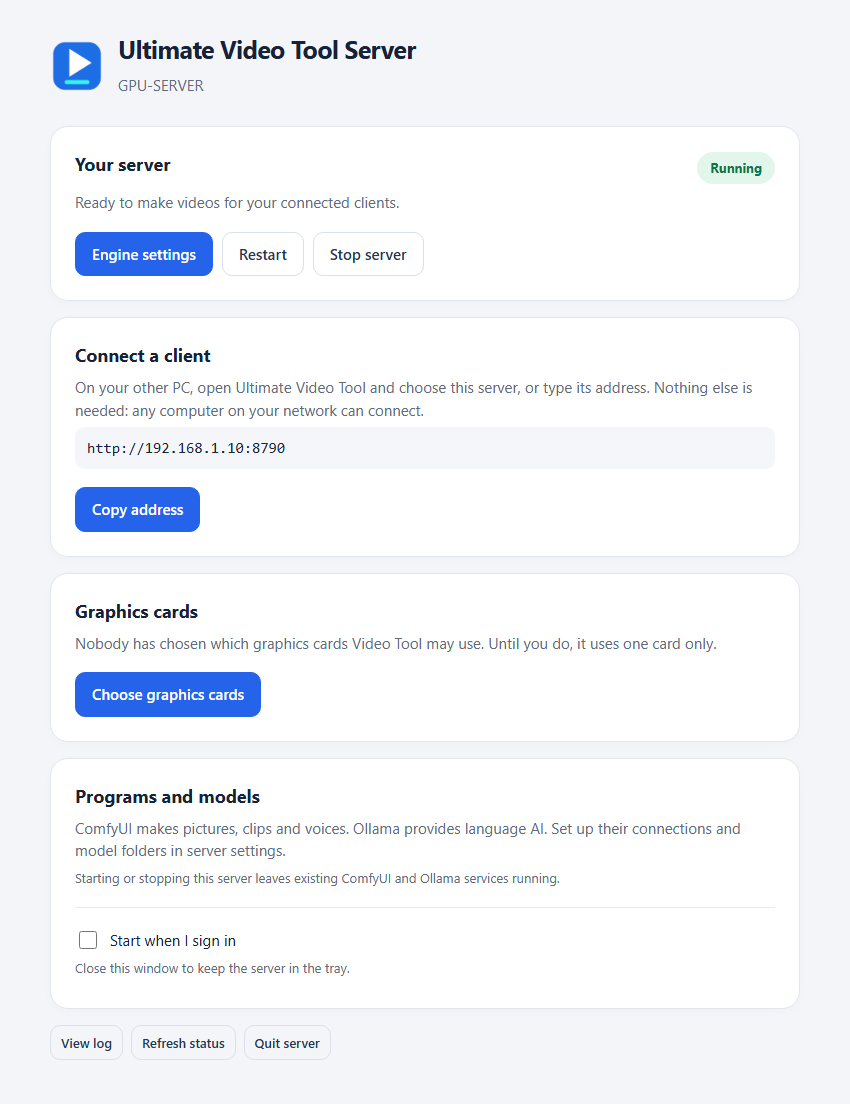 Ultimate Video Tool Server
GPU-SERVER
Your server
Running
Ready to make videos for your connected clients.
Engine settings
Restart
Stop server
Connect a client
On your other PC, open Ultimate Video Tool and choose this server, or type its address. Nothing else is
needed: any computer on your network can connect.
http://192.168.1.10:8790
Copy address
Graphics cards
Nobody has chosen which graphics cards Video Tool may use. Until you do, it uses one card only.
Choose graphics cards
Programs and models
ComfyUI makes pictures, clips and voices. Ollama provides language AI. Set up their connections and
model folders in server settings.
Starting or stopping this server leaves existing ComfyUI and Ollama services running.
Start when I sign in
Close this window to keep the server in the tray.
View log
Refresh status
Quit server